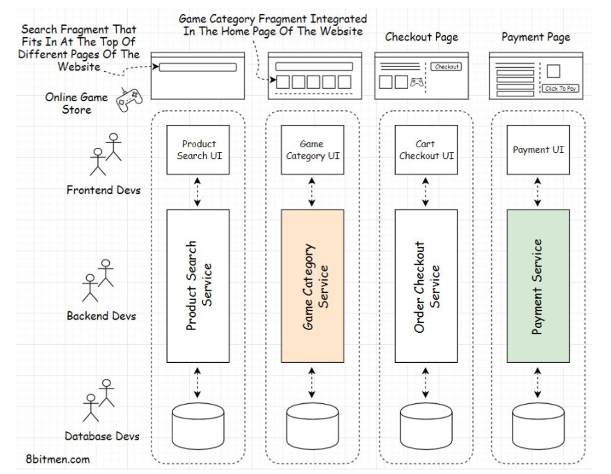 Search Fragment That
Fits In At The Top Of
Different Pages Of The
Website
Game Category Fragment Integrated
In The Home Page Of The Website
Checkout Page
Payment Page
Checkout
Click To Pay
Online Game
Store
Product
Search UI
Game
Category UI
Cart
Checkout UI
Payment UI
Frontend Devs
Product Search
Service
Game Category
Service
Order Checkout
Service
Payment Service
Backend Devs
Database Devs
8bitmen.com